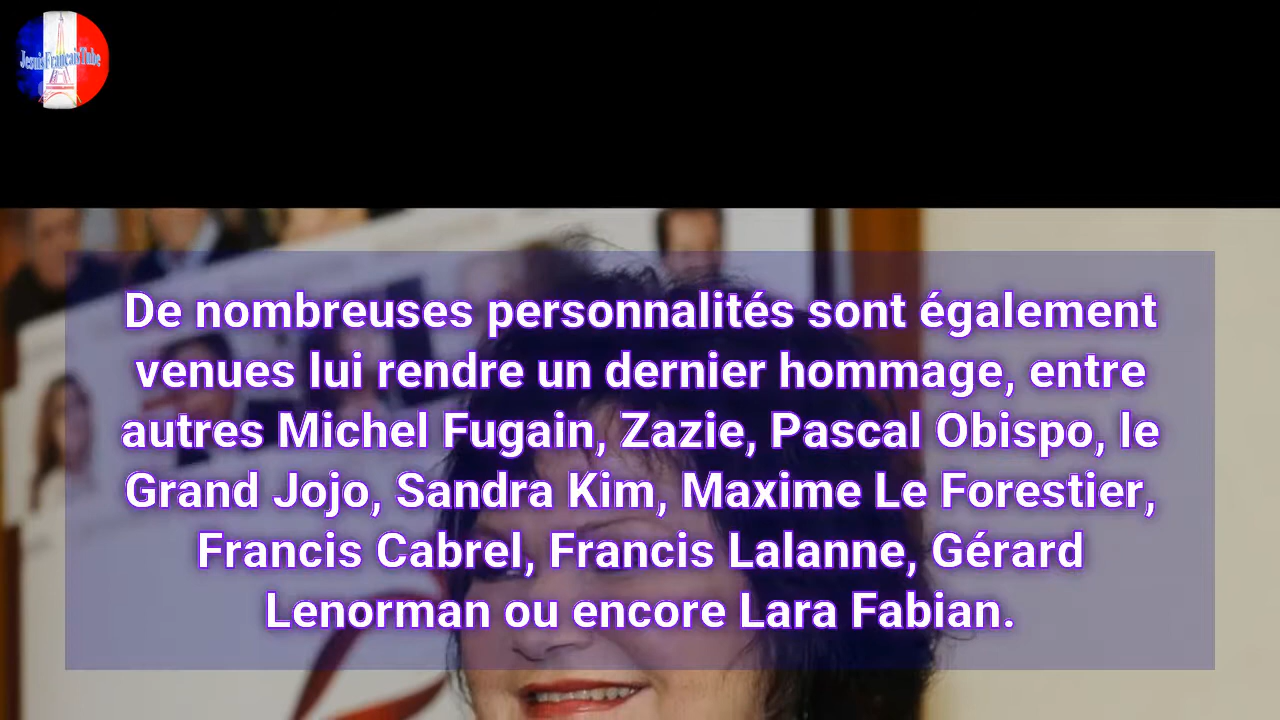 JesuisFrançaisTube
De nombreuses personnalités sont également
venues lui rendre un dernier hommage, entre
autres Michel Fugain, Zazie, Pascal Obispo, le
Grand Jojo, Sandra Kim, Maxime Le Forestier,
Francis Cabrel, Francis Lalanne, Gérard
Lenorman ou encore Lara Fabian.